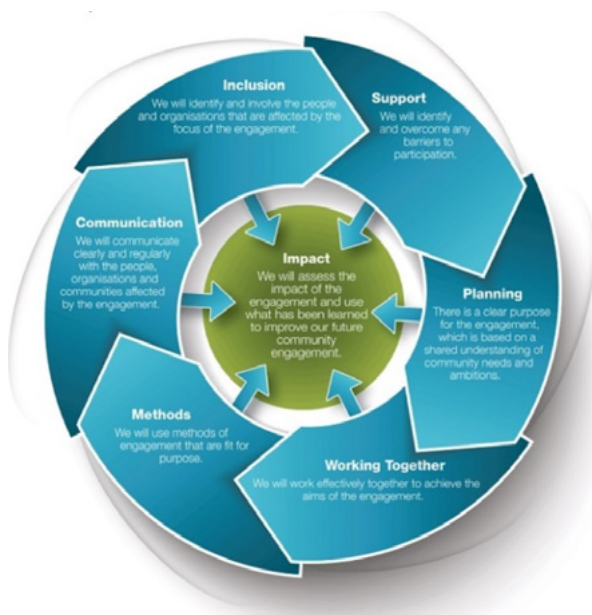 Inclusion
We will identify and involve the people
and organisations that are affected by the
focus of the engagement.
Support
We will identify
and overcome any
barriers to
participation.
Planning
There is a clear purpose
for the engagement,
which is based on a
shared understanding of
community needs and
ambitions.
Working Together
We will work effectively together to achieve the
aims of the engagement.
Methods
We will use methods of
engagement that are fit for
purpose.
Communication
We will communicate
clearly and regularly
with the people,
organisations and
communities affected
by the engagement.
Impact
We will assess the
impact of the
engagement and use
what has been learned
to improve our future
community
engagement.